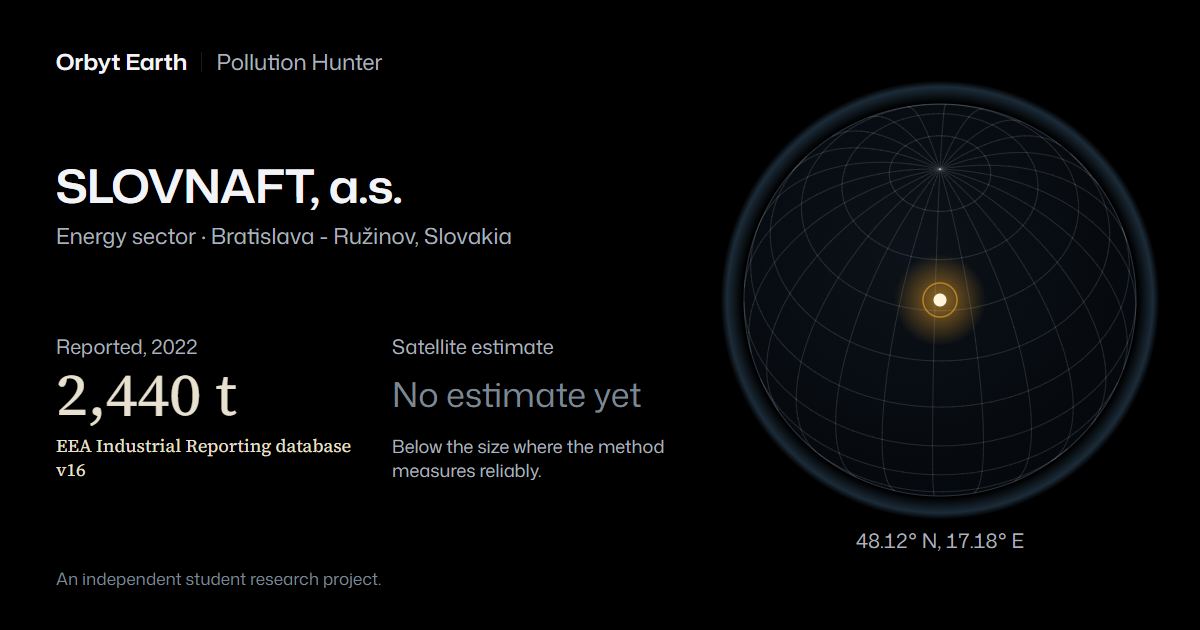 Orbyt Earth | Pollution Hunter
SLOVNAFT, a.s.
Energy sector · Bratislava - Ružinov, Slovakia
Reported, 2022
2,440 t
EEA Industrial Reporting database
v16
Satellite estimate
No estimate yet
Below the size where the method
measures reliably.
48.12° N, 17.18° E
An independent student research project.